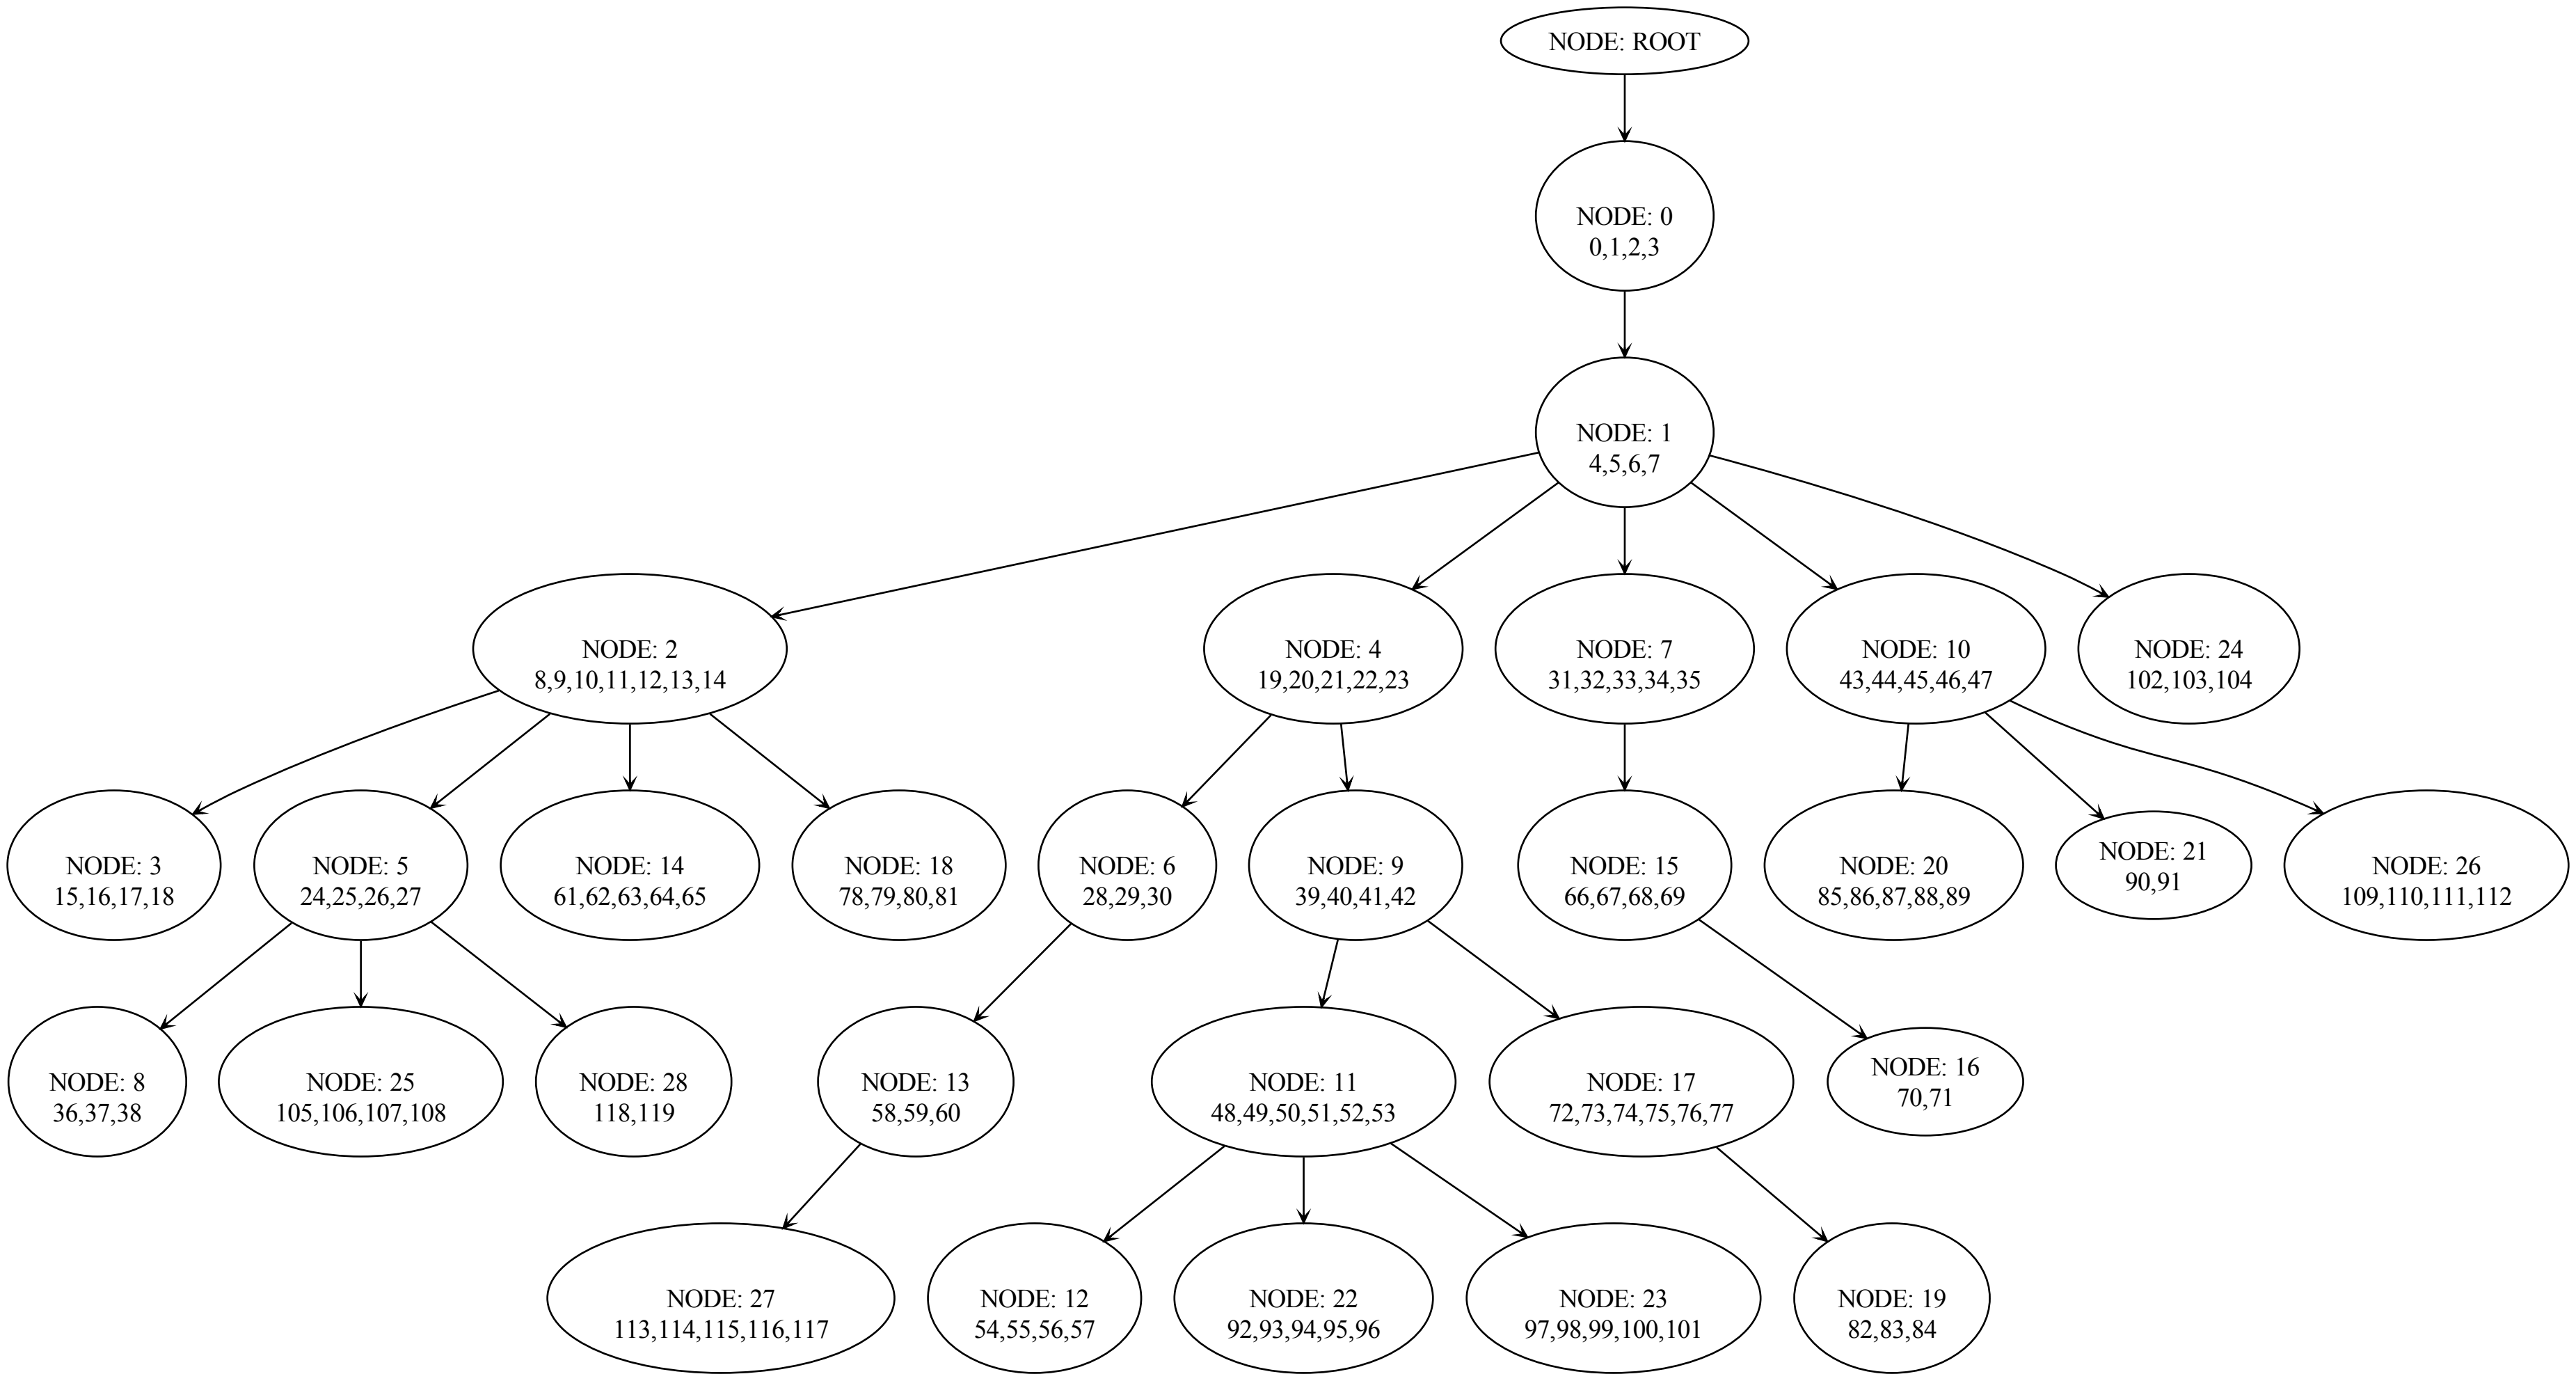 NODE: ROOT
NODE: 0
0,1,2,3
NODE: 1
4,5,6,7
NODE: 2
8,9,10,11,12,13,14
NODE: 4
19,20,21,22,23
NODE: 7
31,32,33,34,35
NODE: 10
43,44,45,46,47
NODE: 24
102,103,104
NODE: 3
15,16,17,18
NODE: 5
24,25,26,27
NODE: 14
61,62,63,64,65
NODE: 18
78,79,80,81
NODE: 6
28,29,30
NODE: 9
39,40,41,42
NODE: 15
66,67,68,69
NODE: 20
85,86,87,88,89
NODE: 21
90,91
NODE: 26
109,110,111,112
NODE: 8
36,37,38
NODE: 25
105,106,107,108
NODE: 28
118,119
NODE: 13
58,59,60
NODE: 11
48,49,50,51,52,53
NODE: 17
72,73,74,75,76,77
NODE: 16
70,71
NODE: 27
113,114,115,116,117
NODE: 12
54,55,56,57
NODE: 22
92,93,94,95,96
NODE: 23
97,98,99,100,101
NODE: 19
82,83,84